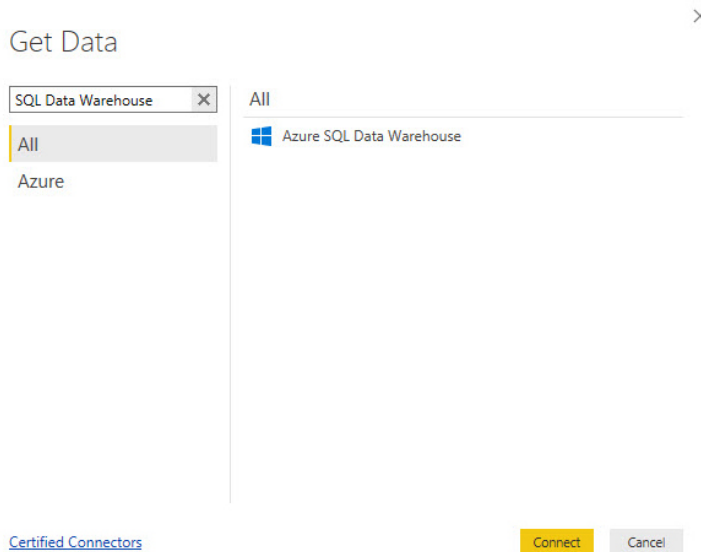 Get Data
SQL Data Warehouse
All
Azure
All
Azure SQL Data Warehouse
Certified Connectors
Connect
Cancel